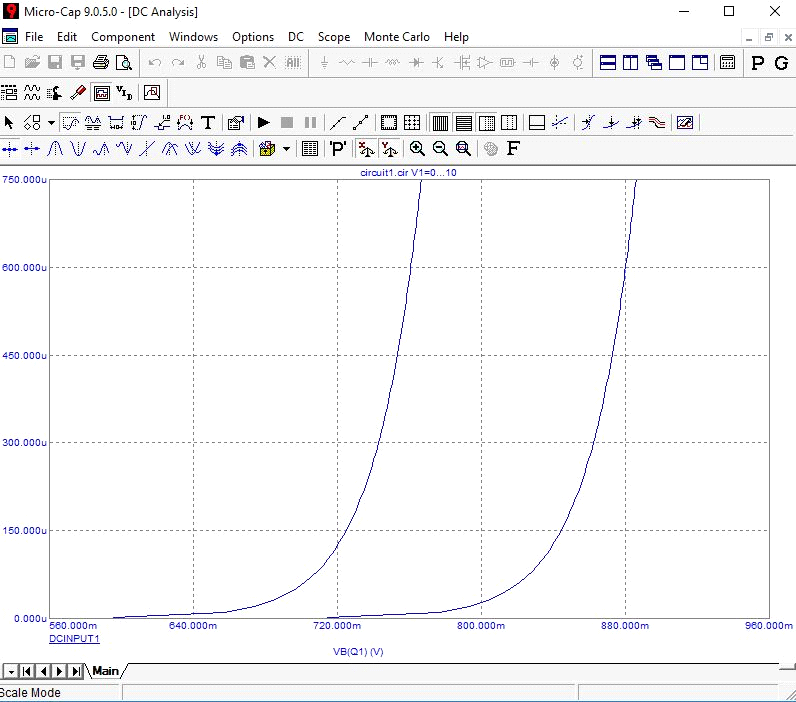 Micro-Cap 9.0.5.0 - [DC Analysis]
File Edit Component Windows Options DC Scope Monte Carlo Help
P G
T
'P' X Y F
circuit1.cir V1=0...10
750.000u
600.000u
450.000u
300.000u
150.000u
0.000u
560.000m 640.000m 720.000m 800.000m 880.000m 960.000m
DCINPUT1
VB(Q1) (V)
Main
Scale Mode